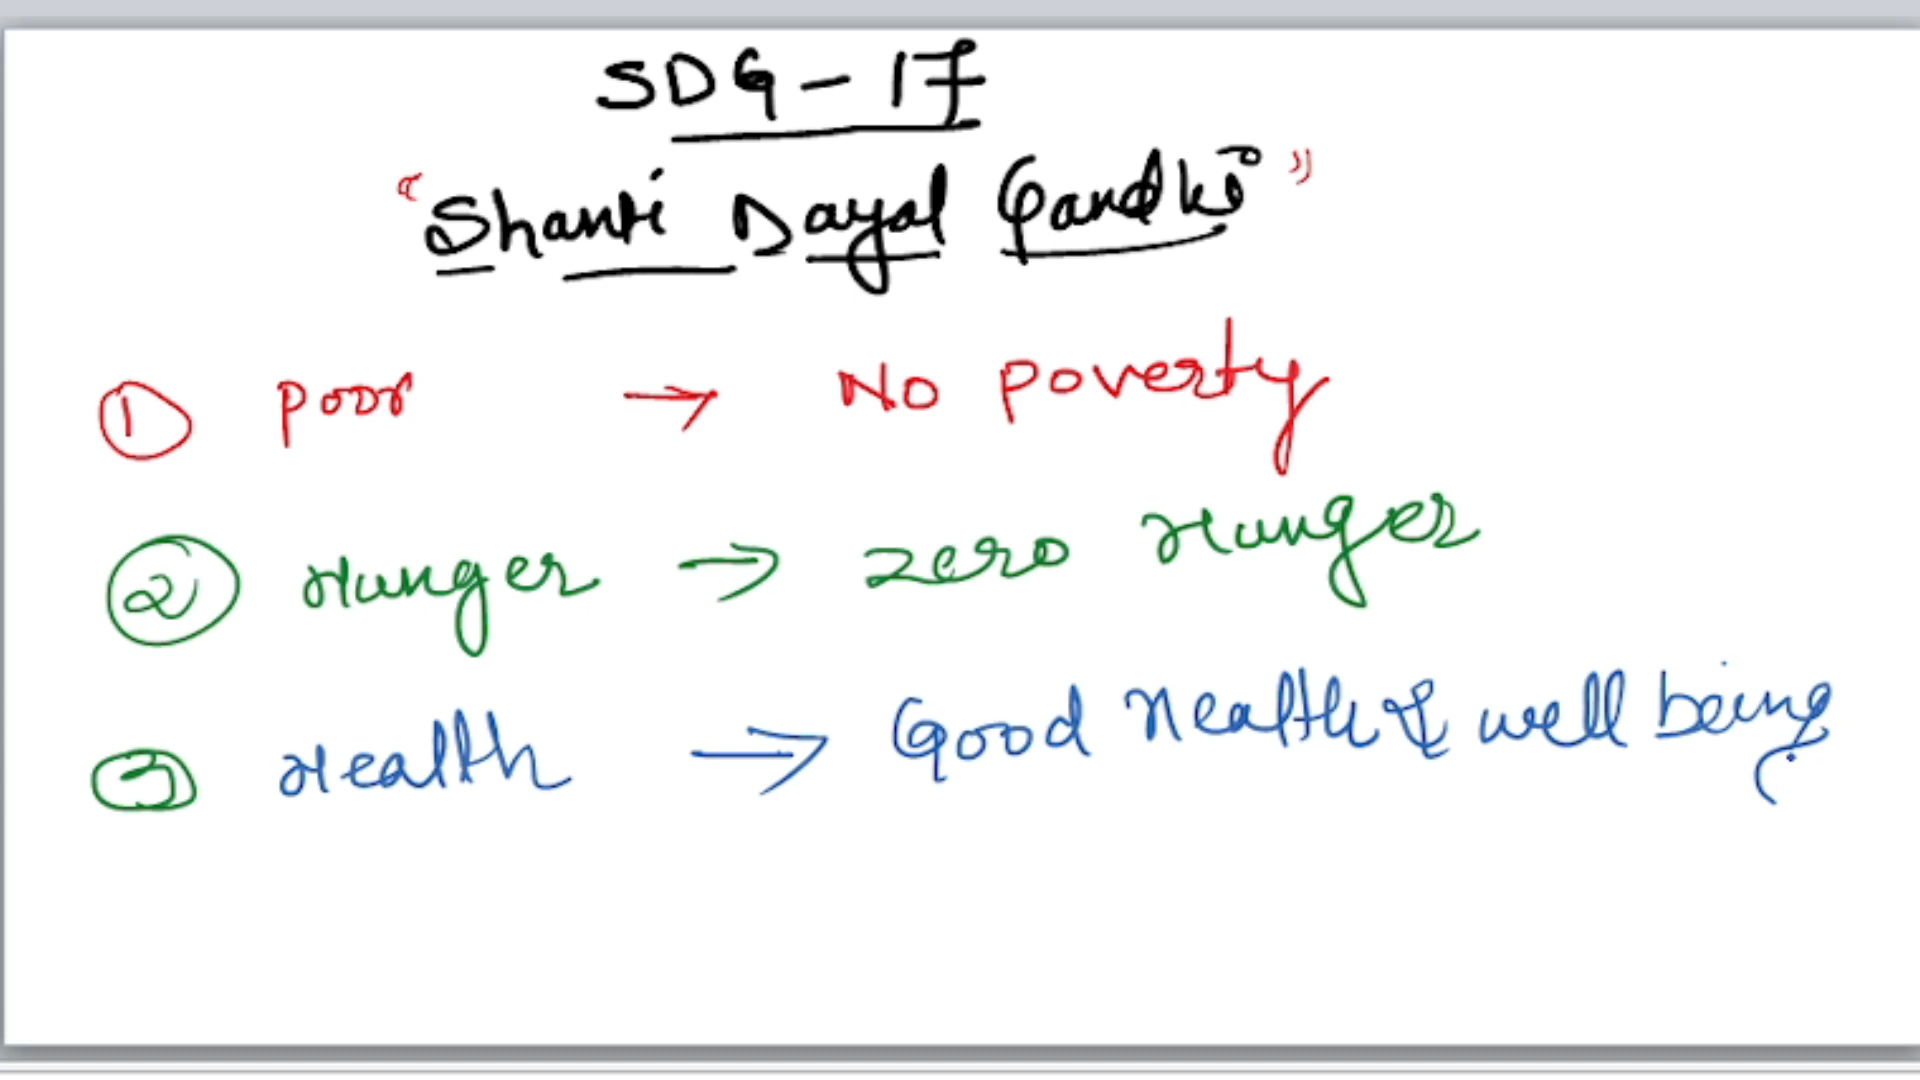 SDG - 17
"Shanti Dayal Gandhi"
1 Poor → No poverty
2 Hunger → zero Hunger
3 Health → Good Health & well being